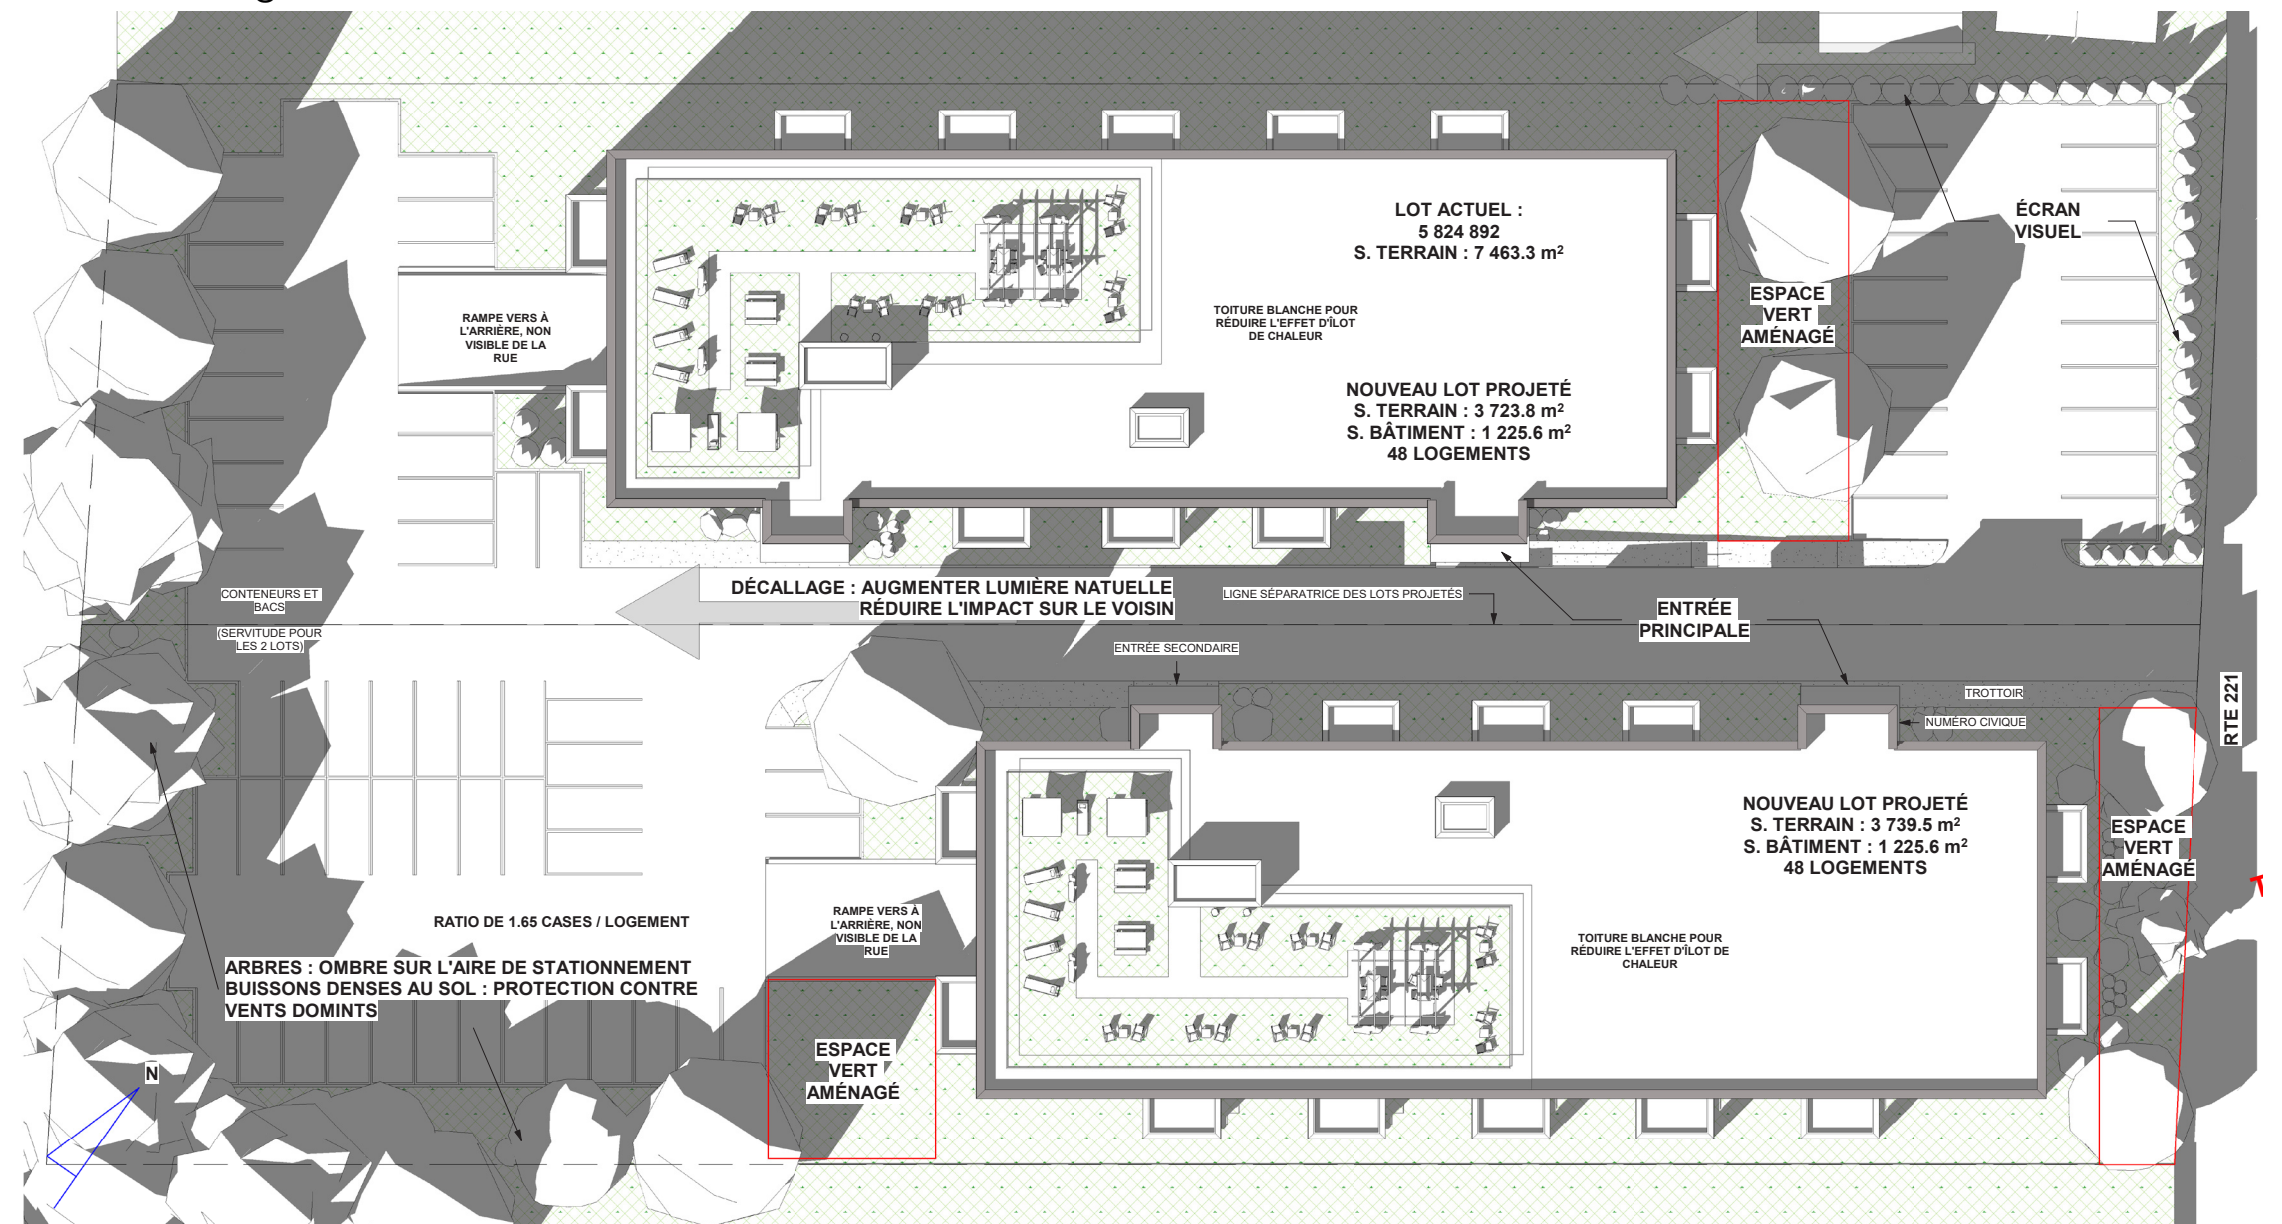 LOT ACTUEL :
5 824 892
S. TERRAIN : 7 463.3 m²
ÉCRAN
VISUEL
ESPACE
VERT
AMÉNAGÉ
RAMPE VERS À
L'ARRIÈRE, NON
VISIBLE DE LA
RUE
TOITURE BLANCHE POUR
RÉDUIRE L'EFFET D'ÎLOT
DE CHALEUR
NOUVEAU LOT PROJETÉ
S. TERRAIN : 3 723.8 m²
S. BÂTIMENT : 1 225.6 m²
48 LOGEMENTS
DÉCALLAGE : AUGMENTER LUMIÈRE NATUELLE
RÉDUIRE L'IMPACT SUR LE VOISIN
LIGNE SÉPARATRICE DES LOTS PROJETÉS
ENTRÉE
PRINCIPALE
CONTENEURS ET
BACS
(SERVITUDE POUR
LES 2 LOTS)
ENTRÉE SECONDAIRE
TROTTOIR
NUMÉRO CIVIQUE
RTE 221
NOUVEAU LOT PROJETÉ
S. TERRAIN : 3 739.5 m²
S. BÂTIMENT : 1 225.6 m²
48 LOGEMENTS
ESPACE
VERT
AMÉNAGÉ
RATIO DE 1.65 CASES / LOGEMENT
RAMPE VERS À
L'ARRIÈRE, NON
VISIBLE DE LA
RUE
TOITURE BLANCHE POUR
RÉDUIRE L'EFFET D'ÎLOT DE
CHALEUR
ARBRES : OMBRE SUR L'AIRE DE STATIONNEMENT
BUISSONS DENSES AU SOL : PROTECTION CONTRE
VENTS DOMINTS
ESPACE
VERT
AMÉNAGÉ
N